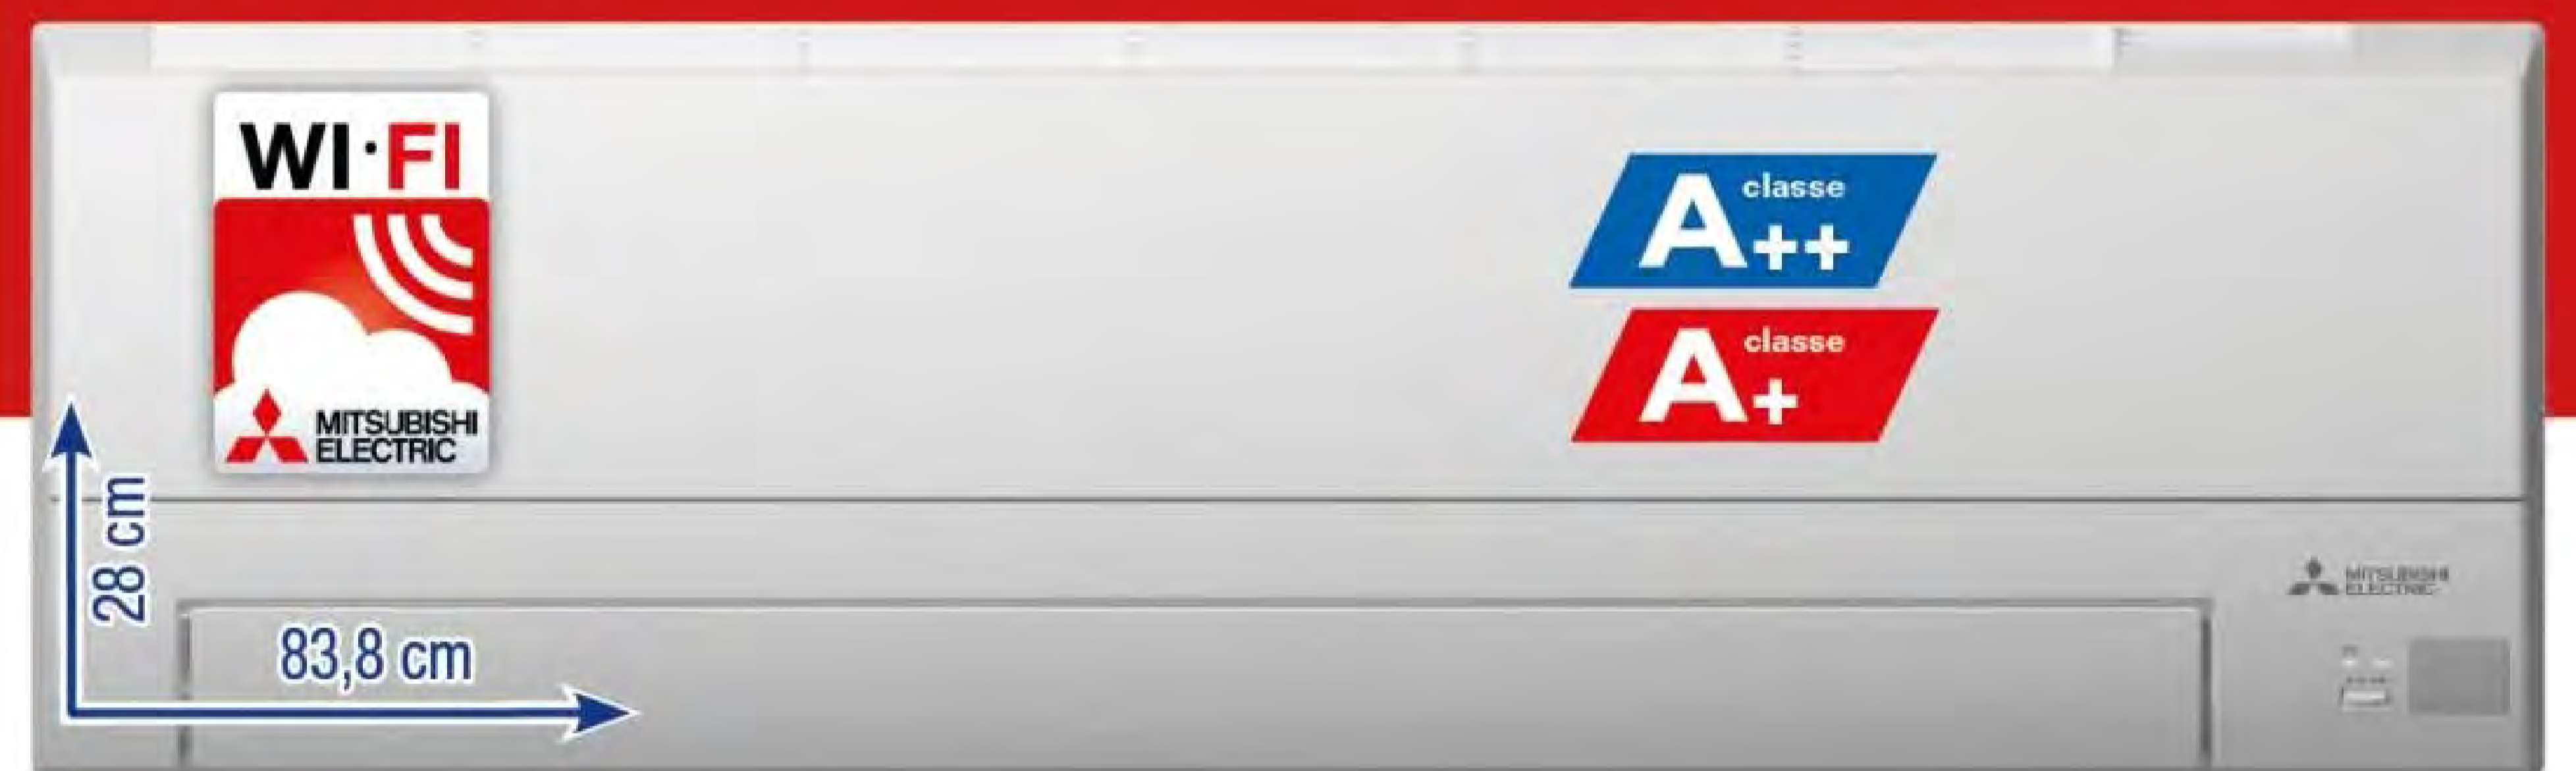 WI·FI
MITSUBISHI
ELECTRIC
classe
A++
classe
A+
28 cm
83,8 cm
MITSUBISHI
ELECTRIC